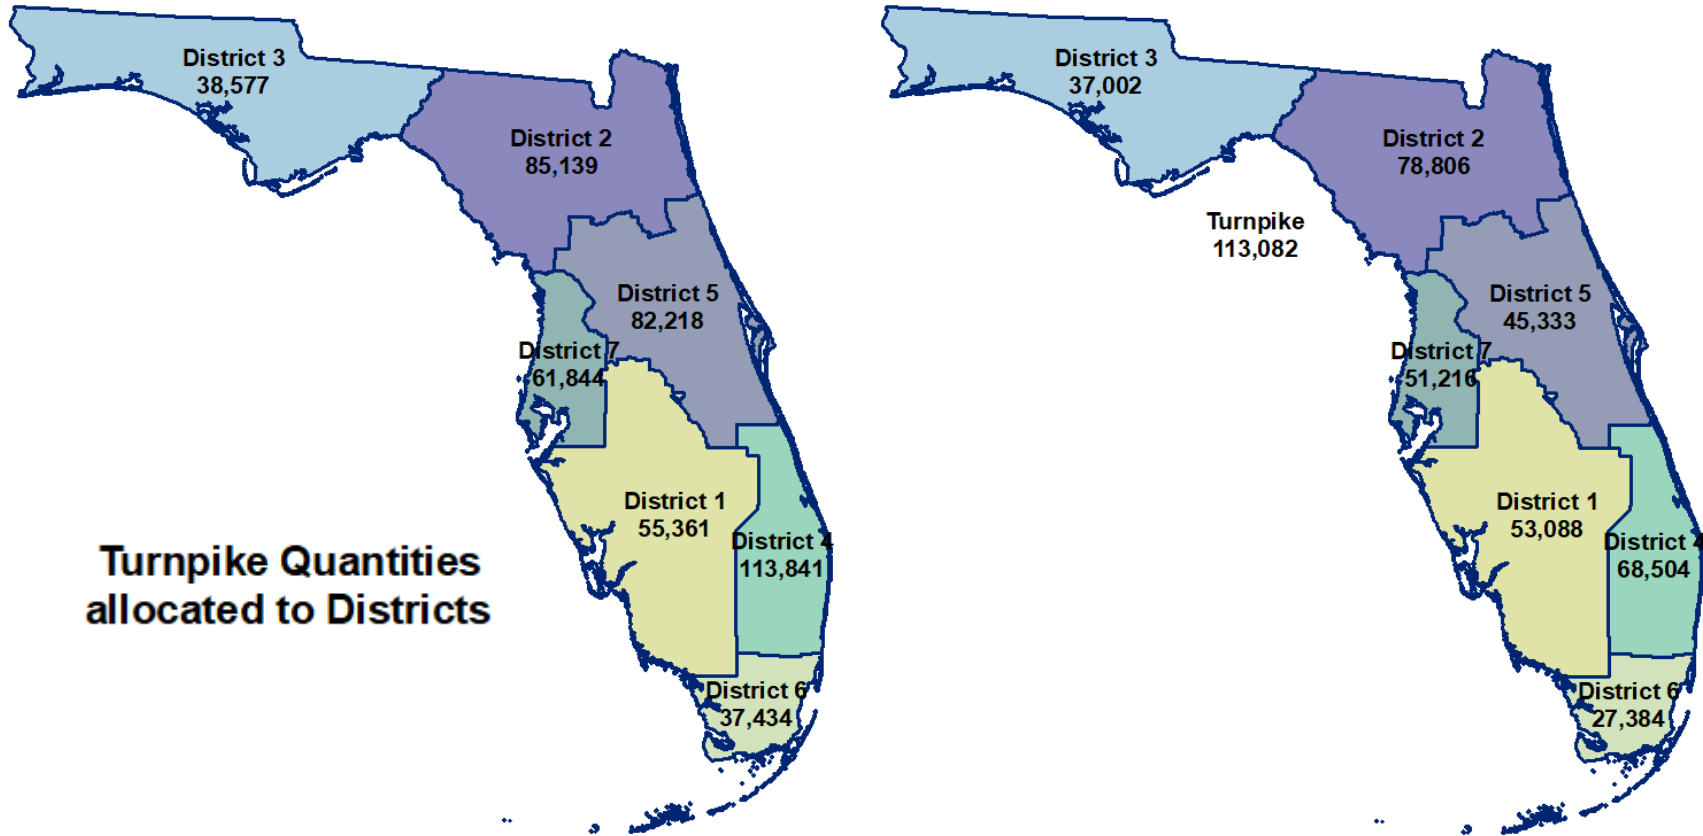 District 3
38,577
District 2
85,139
District 5
82,218
District 7
61,844
District 1
55,361
District 4
113,841
District 6
37,434
Turnpike Quantities
allocated to Districts
District 3
37,002
District 2
78,806
Turnpike
113,082
District 5
45,333
District 7
51,216
District 1
53,088
District 4
68,504
District 6
27,384